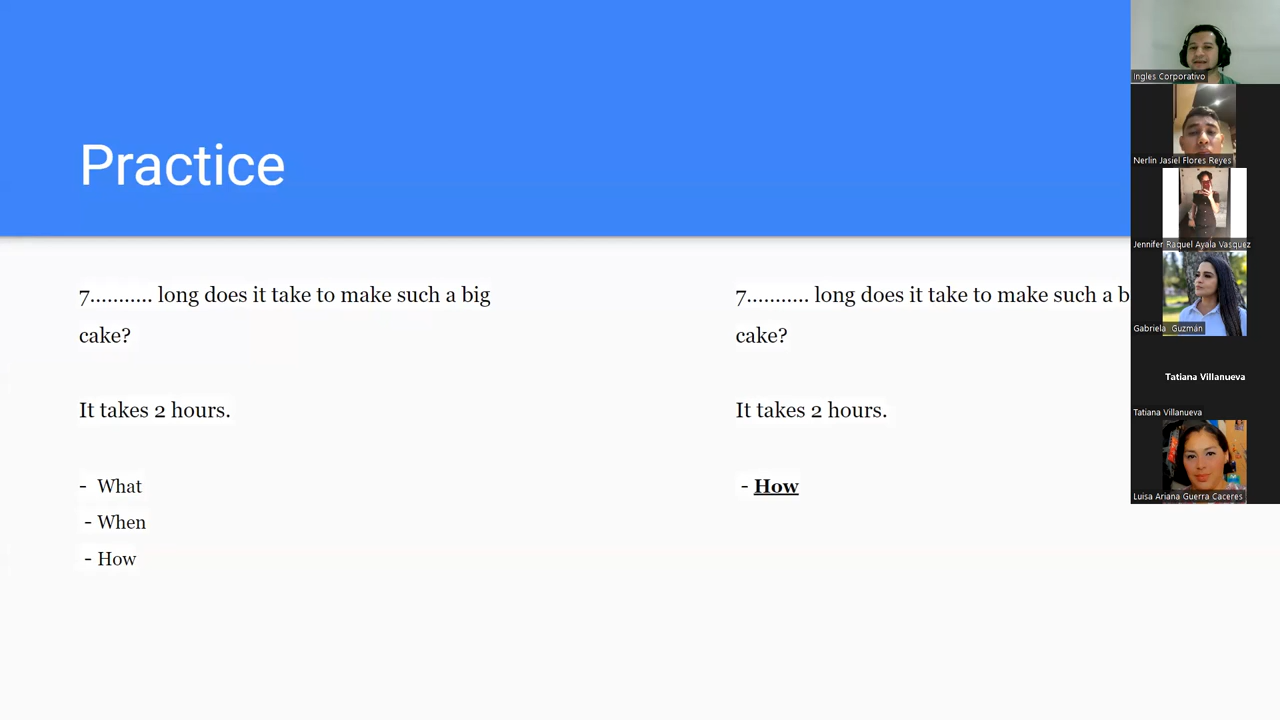 Practice
7........... long does it take to make such a big
cake?
It takes 2 hours.
- What
- When
- How
7........... long does it take to make such a b
cake?
It takes 2 hours.
- How
Ingles Corporativo
Nerlin Jasiel Flores Reyes
Jennifer Raquel Ayala Vasquez
Gabriela Guzmán
Tatiana Villanueva
Tatiana Villanueva
Luisa Ariana Guerra Caceres